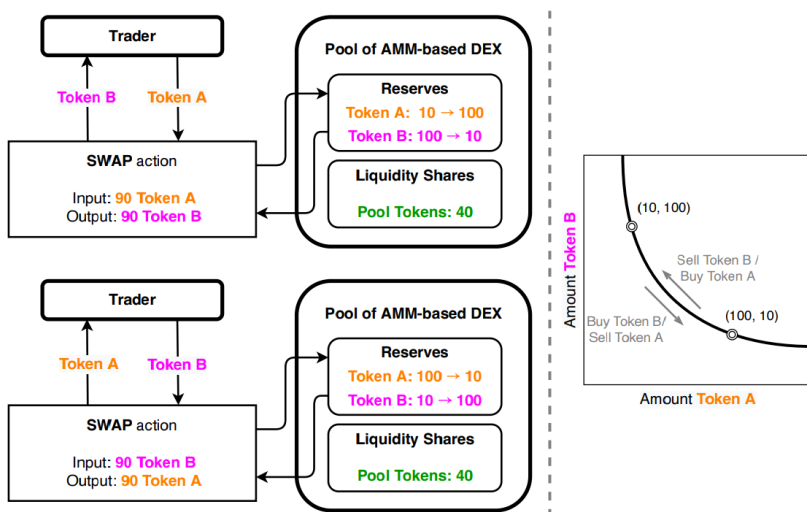 Trader
Token B
Token A
SWAP action
Input: 90 Token A
Output: 90 Token B
Pool of AMM-based DEX
Reserves
Token A: 10 → 100
Token B: 100 → 10
Liquidity Shares
Pool Tokens: 40
Trader
Token A
Token B
SWAP action
Input: 90 Token B
Output: 90 Token A
Pool of AMM-based DEX
Reserves
Token A: 100 → 10
Token B: 10 → 100
Liquidity Shares
Pool Tokens: 40
Amount Token B
(10, 100)
Sell Token B /
Buy Token A
Buy Token B/
Sell Token A
(100, 10)
Amount Token A